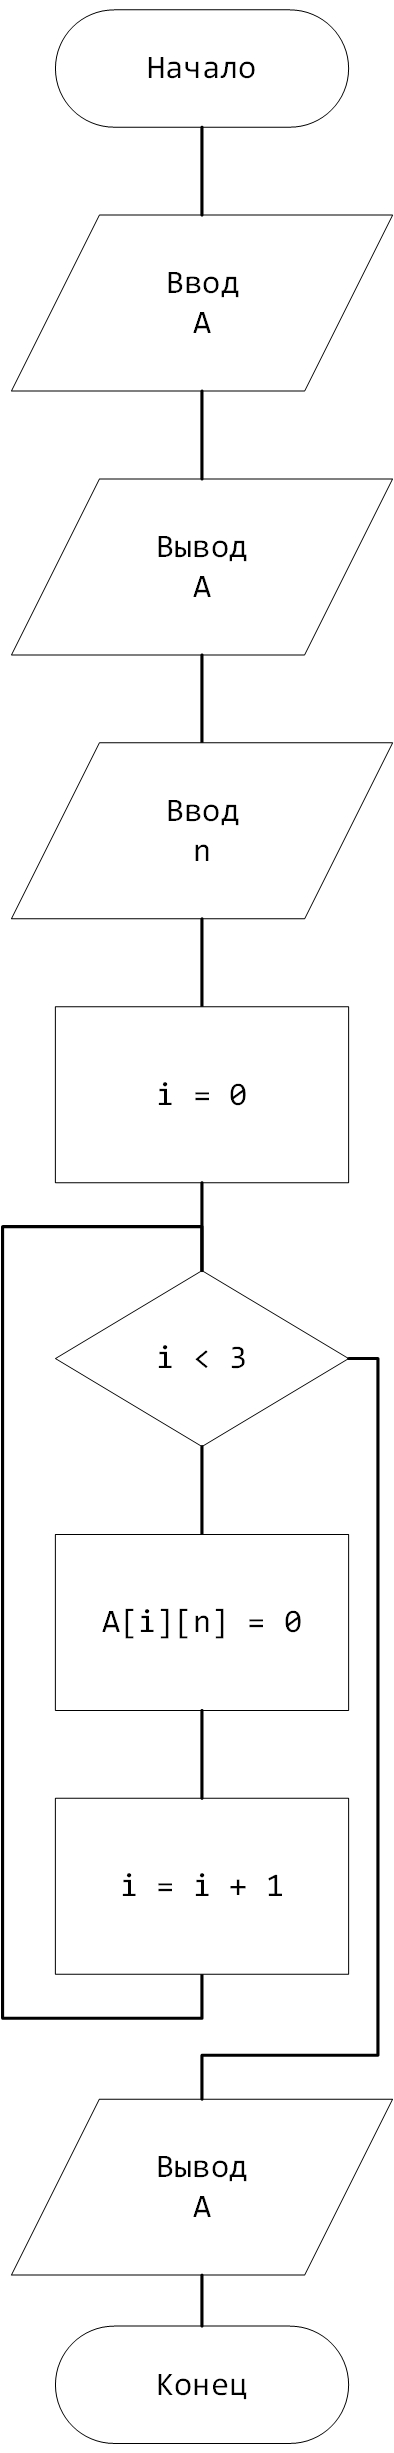 Начало
Ввод
A
Вывод
A
Ввод
n
i = 0
i < 3
A[i][n] = 0
i = i + 1
Вывод
A
Конец